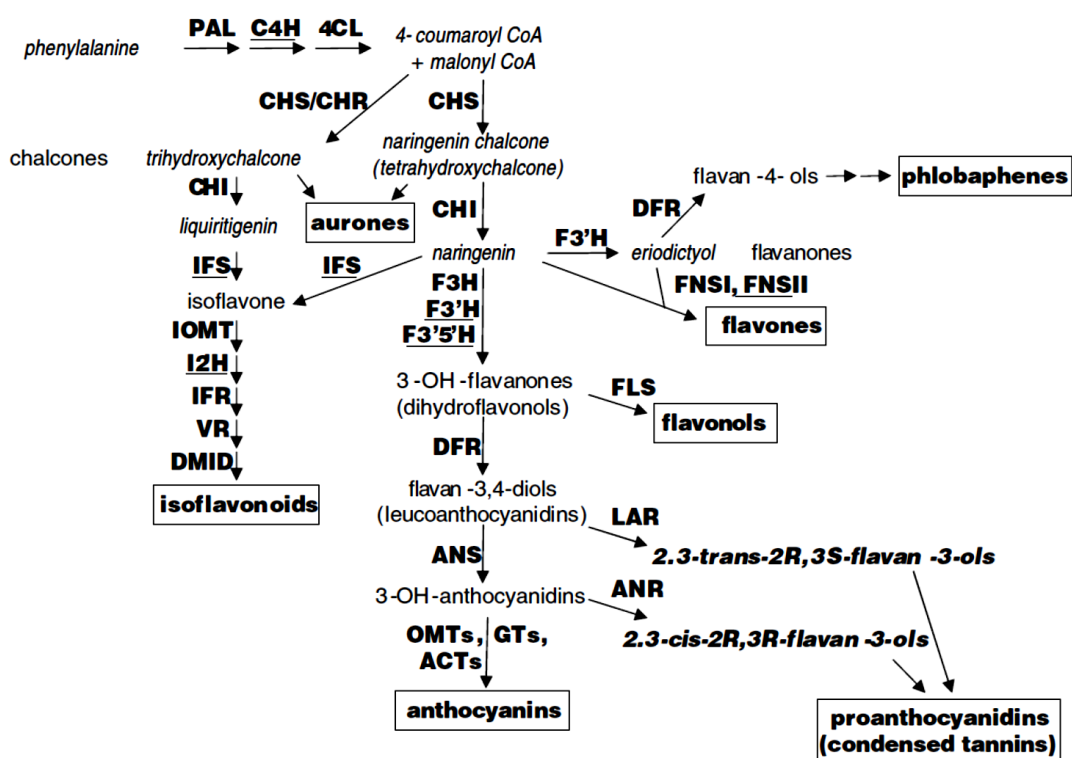 PAL C4H 4CL
phenylalanine
4-coumaroyl CoA
+ malonyl CoA
CHS/CHR
CHS
chalcones
trihydroxychalcone
naringenin chalcone
(tetrahydroxychalcone)
flavan -4- ols
phlobaphenes
CHI
aurones
CHI
DFR
liquiritigenin
F3'H
naringenin
eriodictyol
flavanones
IFS
IFS
F3H
FNSI, FNSII
isoflavone
F3'H
flavones
IOMT
F3'5'H
I2'H
3 -OH -flavanones
(dihydroflavonols)
FLS
IFR
flavonols
VR
DFR
DMID
flavan -3,4-diols
(leucoanthocyanidins)
isoflavonoids
LAR
ANS
2.3-trans-2R,3S-flavan -3-ols
3-OH-anthocyanidins
ANR
OMTs, GTs,
ACTs
2.3-cis-2R,3R-flavan -3-ols
anthocyanins
proanthocyanidins
(condensed tannins)